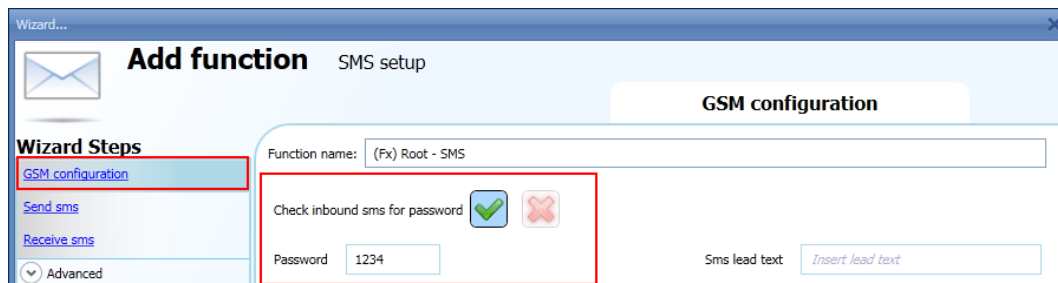 Wizard...
Add function SMS setup
GSM configuration
Wizard Steps
GSM configuration
Send sms
Receive sms
Advanced
Function name: (Fx) Root - SMS
Check inbound sms for password
Password 1234
Sms lead text Insert lead text